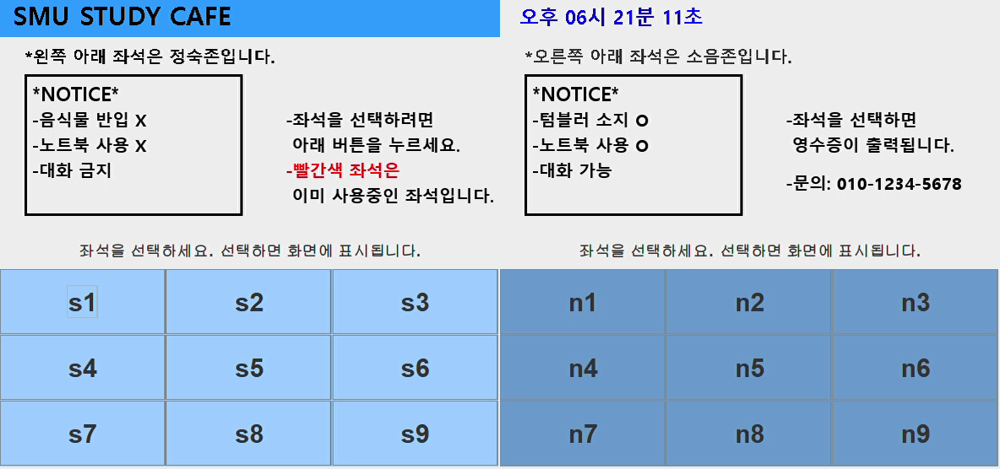 SMU STUDY CAFE
오후 06시 21분 11초
*왼쪽 아래 좌석은 정숙존입니다.
*NOTICE*
-음식물 반입 X
-노트북 사용 X
-대화 금지
-좌석을 선택하려면
아래 버튼을 누르세요.
-빨간색 좌석은
이미 사용중인 좌석입니다.
*오른쪽 아래 좌석은 소음존입니다.
*NOTICE*
-텀블러 소지 O
-노트북 사용 O
-대화 가능
-좌석을 선택하면
영수증이 출력됩니다.
-문의: 010-1234-5678
좌석을 선택하세요. 선택하면 화면에 표시됩니다.
s1 s2 s3
s4 s5 s6
s7 s8 s9
좌석을 선택하세요. 선택하면 화면에 표시됩니다.
n1 n2 n3
n4 n5 n6
n7 n8 n9